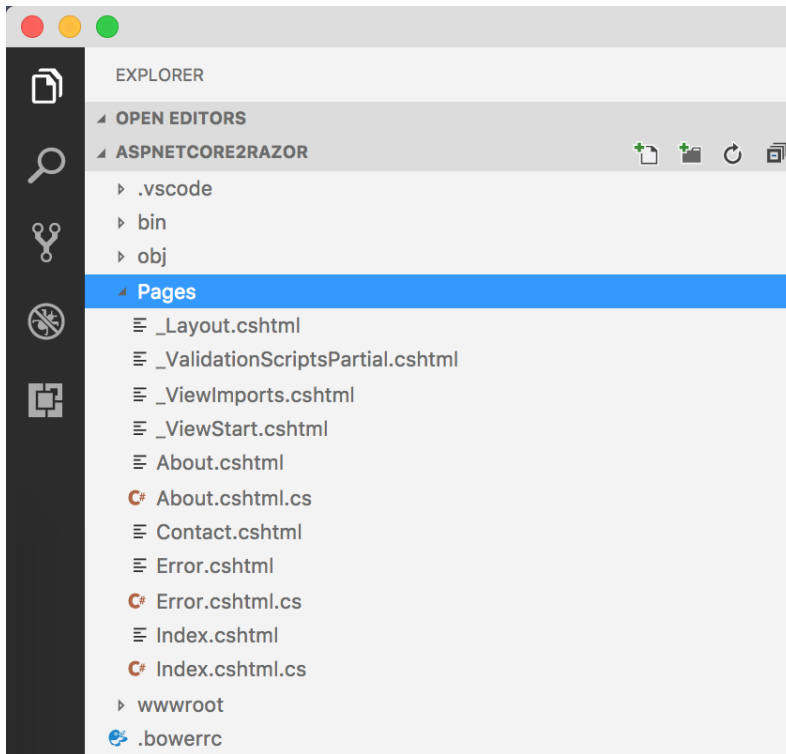 EXPLORER
OPEN EDITORS
ASPNETCORE2RAZOR
.vscode
bin
obj
Pages
_Layout.cshtml
_ValidationScriptsPartial.cshtml
_ViewImports.cshtml
_ViewStart.cshtml
About.cshtml
C# About.cshtml.cs
Contact.cshtml
Error.cshtml
C# Error.cshtml.cs
Index.cshtml
C# Index.cshtml.cs
wwwroot
.bowerrc